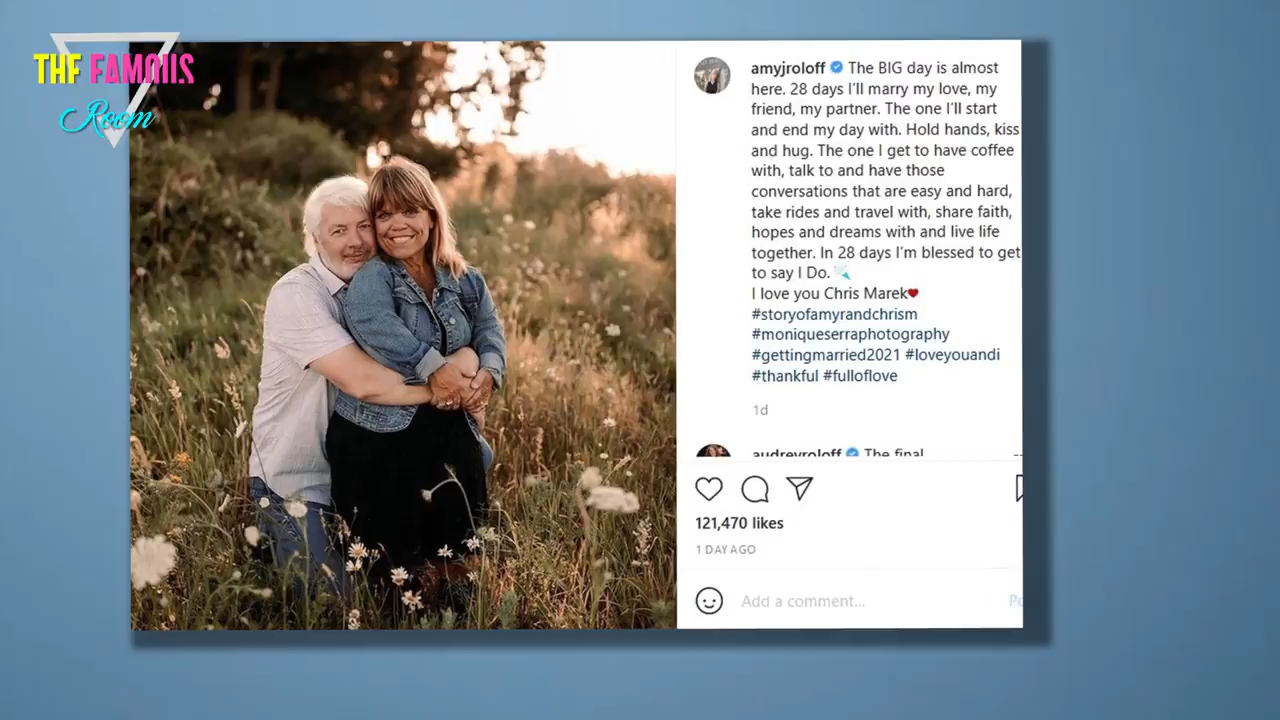 THE FAMOUS
Room
amyjroloff The BIG day is almost
here. 28 days I'll marry my love, my
friend, my partner. The one I'll start
and end my day with. Hold hands, kiss
and hug. The one I get to have coffee
with, talk to and have those
conversations that are easy and hard,
take rides and travel with, share faith,
hopes and dreams with and live life
together. In 28 days I'm blessed to get
to say I Do.
I love you Chris Marek
#storyofamyrandchrism
#moniqueserraphotography
#gettingmarried2021 #loveyouandi
#thankful #fulloflove
1d
audreyroloff The final
121,470 likes
1 DAY AGO
Add a comment...